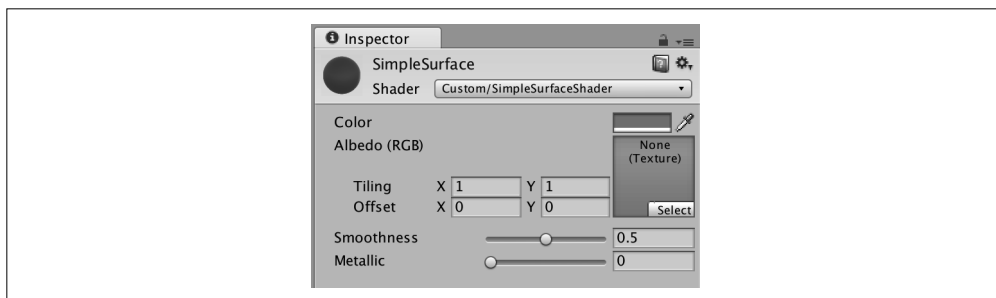 Inspector
SimpleSurface
Shader Custom/SimpleSurfaceShader
Color
Albedo (RGB) None
(Texture)
Tiling X 1 Y 1
Offset X 0 Y 0 Select
Smoothness 0.5
Metallic 0